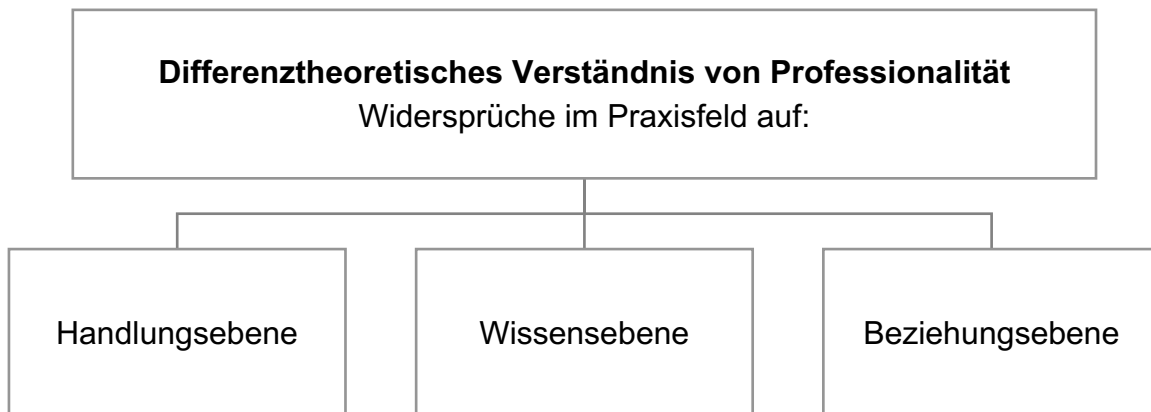 Differenztheoretisches Verständnis von Professionalität
Widersprüche im Praxisfeld auf:
Handlungsebene
Wissensebene
Beziehungsebene